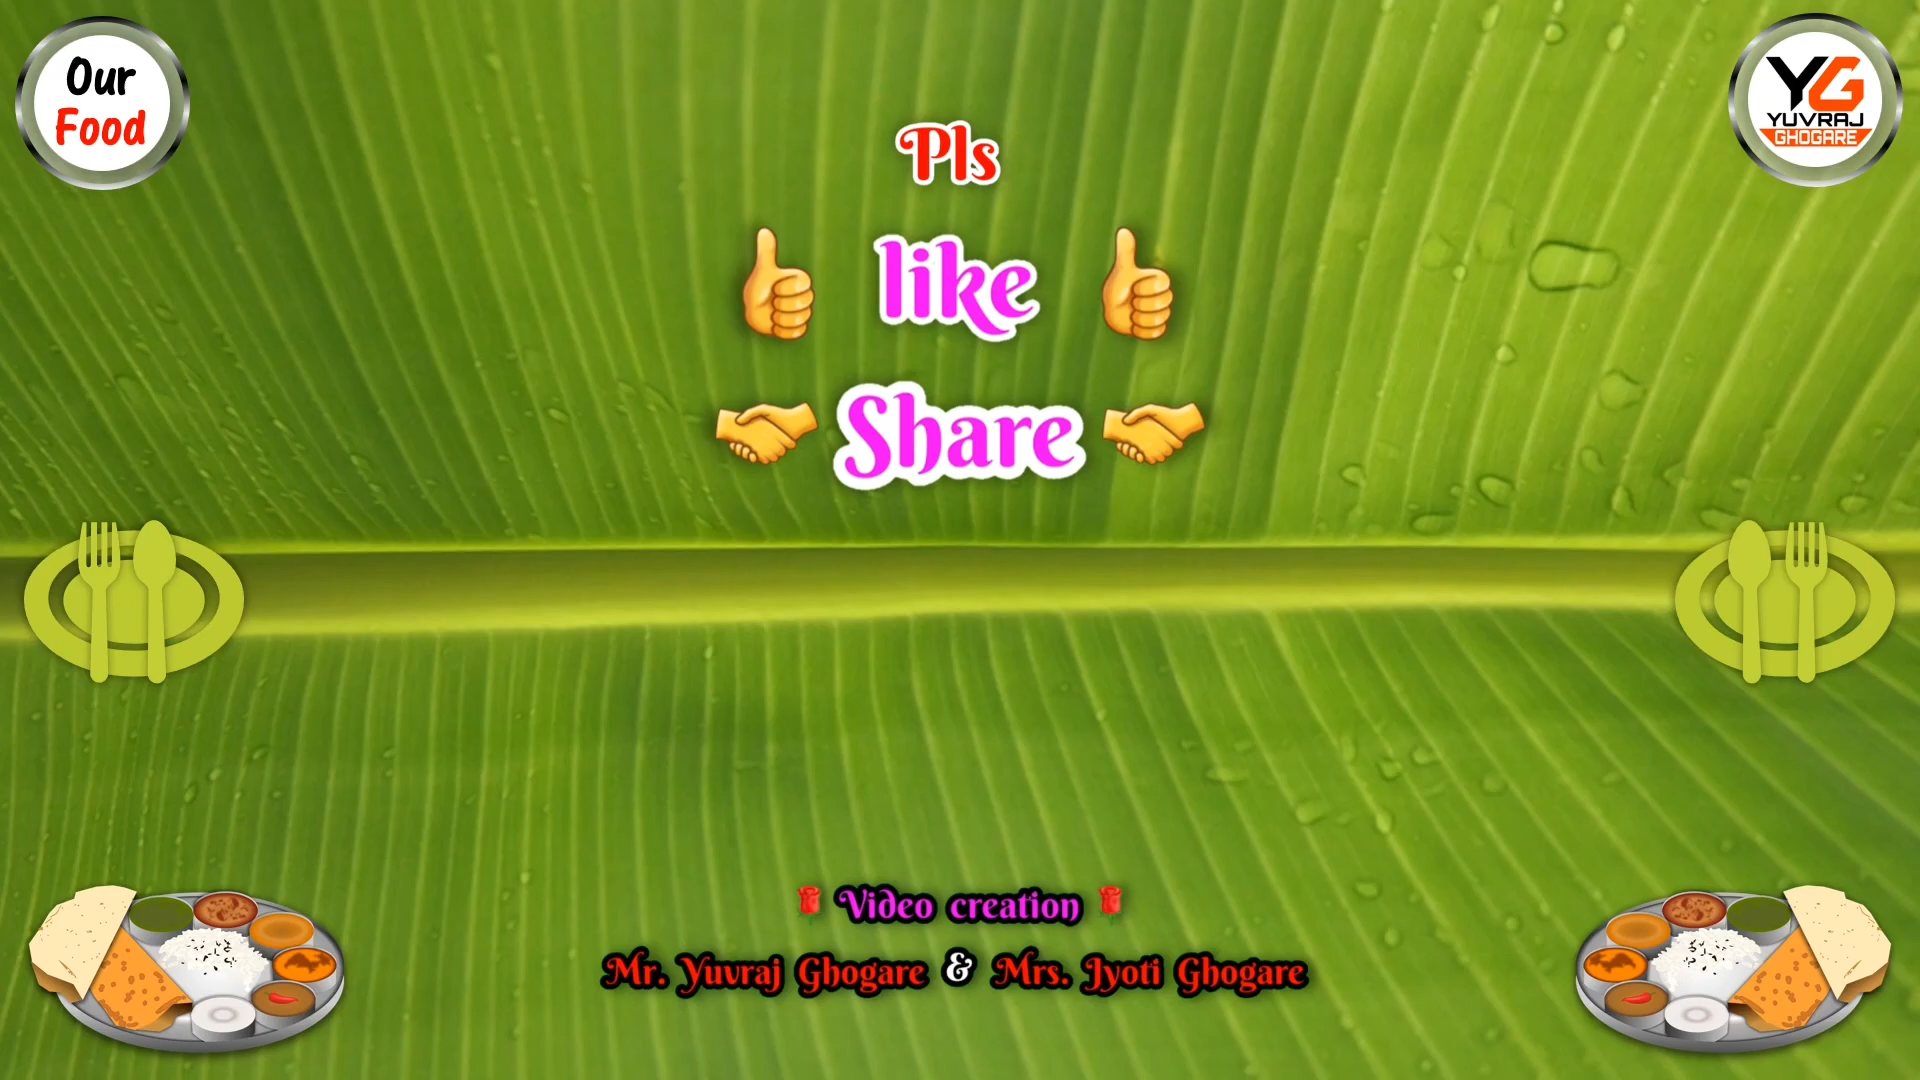 Our
Food
YG
YUVRAJ
GHOGARE
Pls
👍 like 👍
🤝 Share 🤝
🌹 Video creation 🌹
Mr. Yuvraj Ghogare & Mrs. Jyoti Ghogare